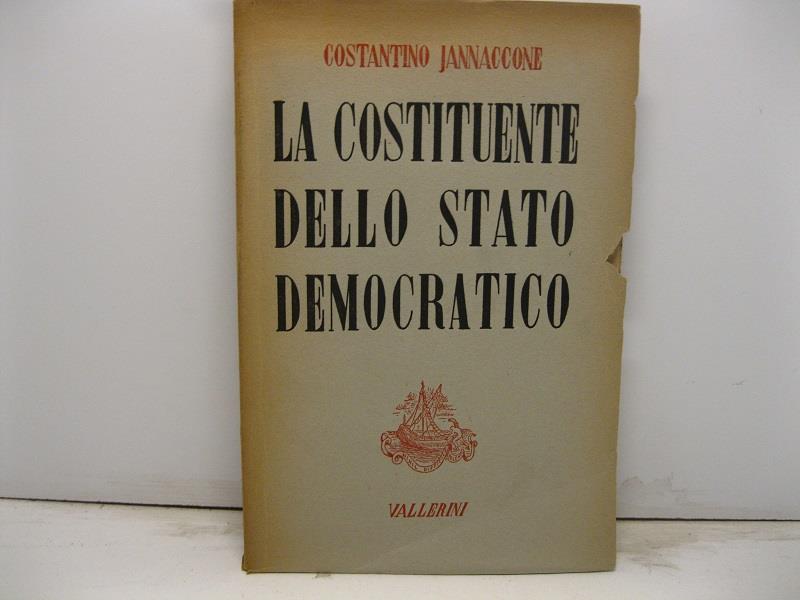 COSTANTINO JANNACCONE
LA COSTITUENTE
DELLO STATO
DEMOCRATICO
VALLERINI